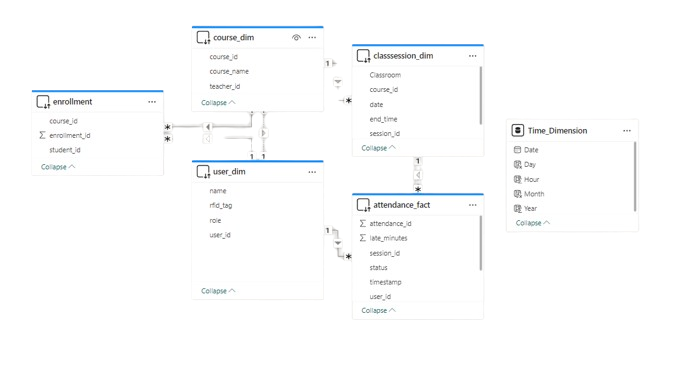 course_dim
course_id
course_name
teacher_id
Collapse
classsession_dim
Classroom
course_id
date
end_time
session_id
Collapse
enrollment
course_id
enrollment_id
student_id
Collapse
Time_Dimension
Date
Day
Hour
Month
Year
Collapse
user_dim
name
rfid_tag
role
user_id
Collapse
attendance_fact
attendance_id
late_minutes
session_id
status
timestamp
user_id
Collapse
1
*
*
*
1
1
1
*
1
*